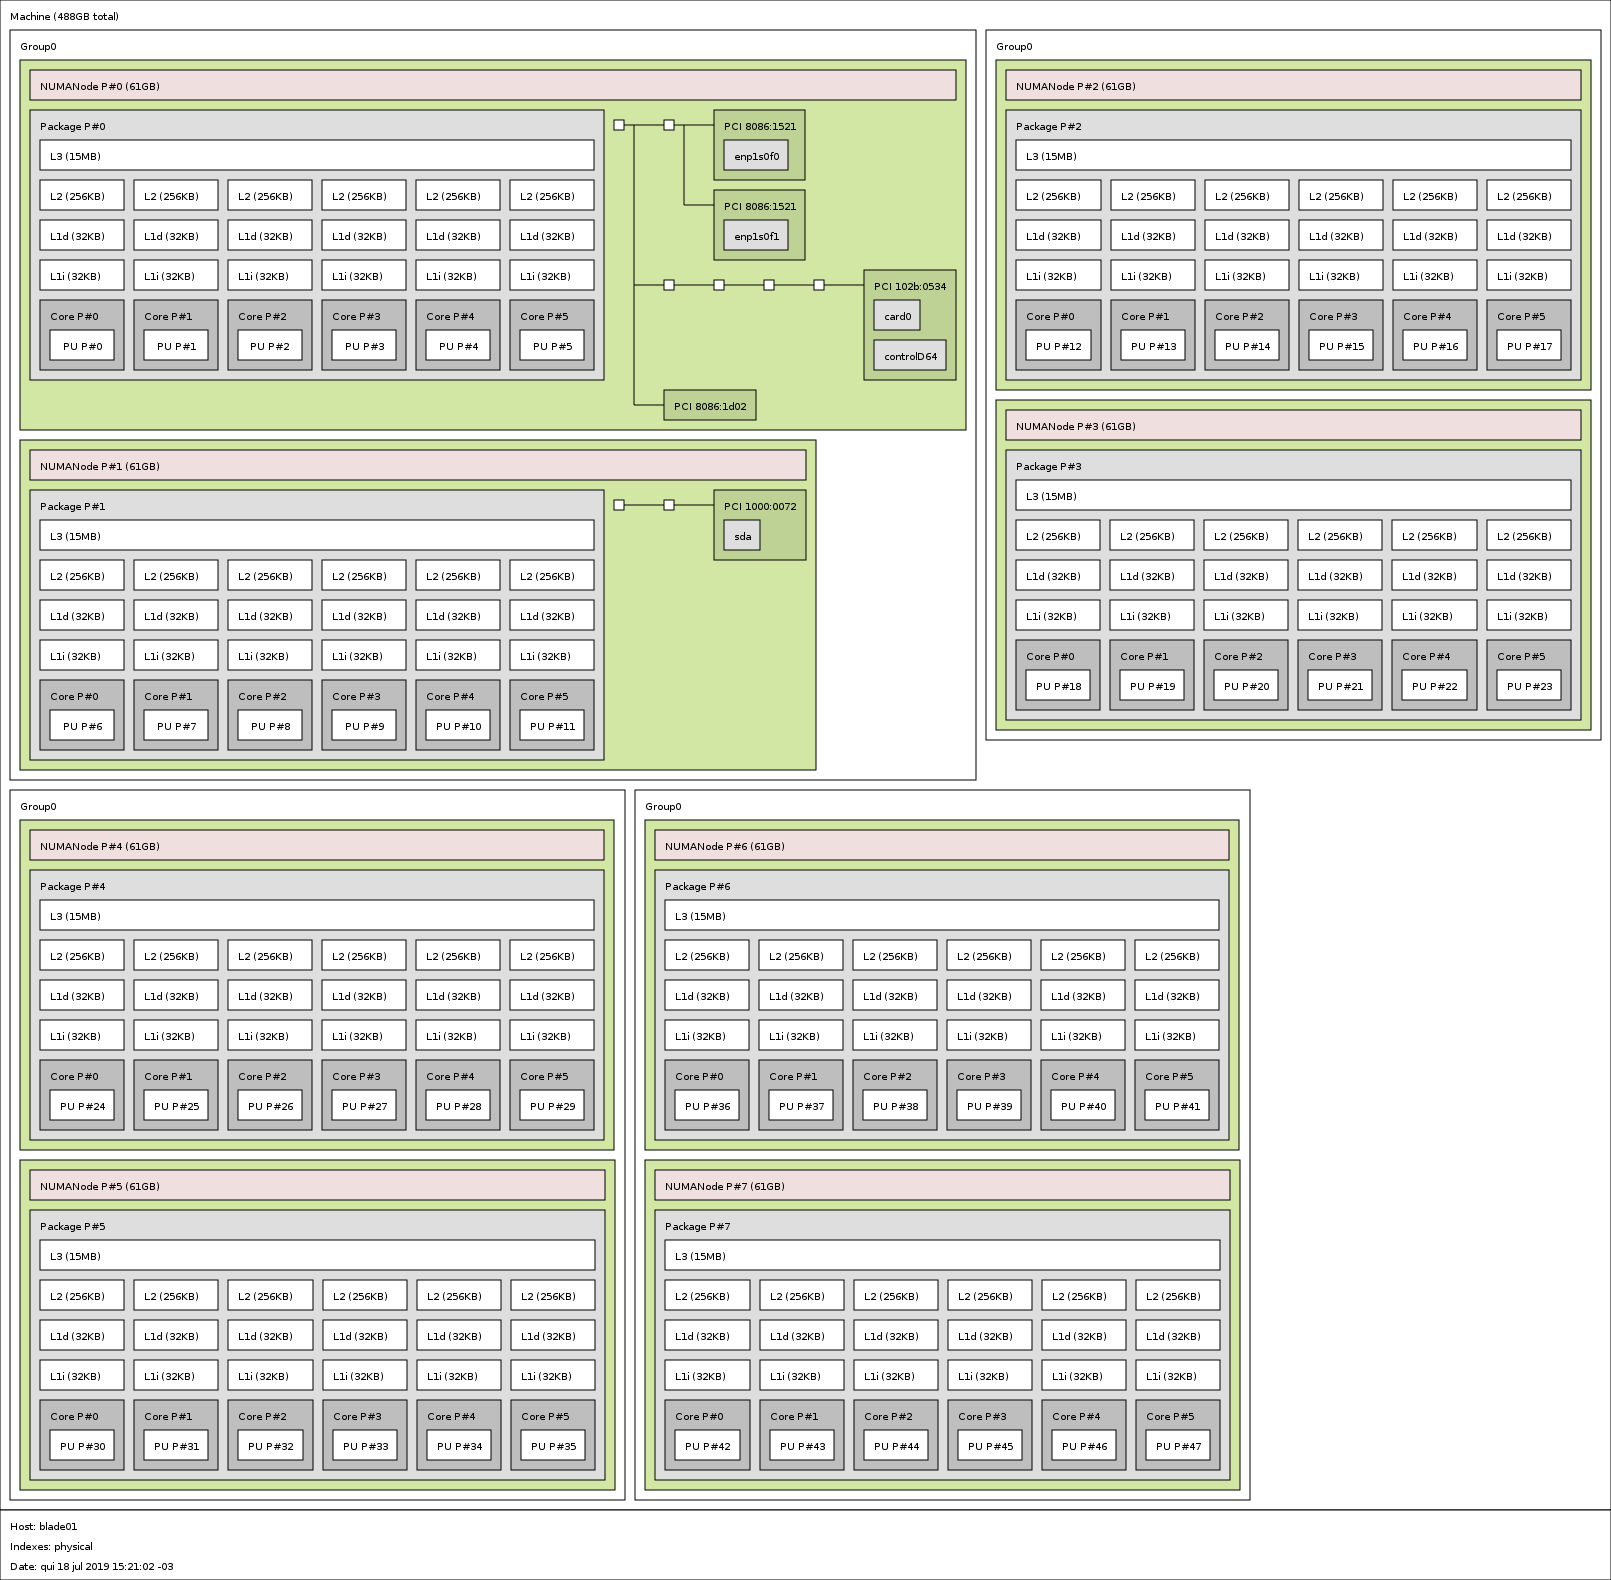 Machine (488GB total)
Group0
NUMANode P#0 (61GB)
Package P#0
L3 (15MB)
L2 (256KB) L2 (256KB) L2 (256KB) L2 (256KB) L2 (256KB) L2 (256KB)
L1d (32KB) L1d (32KB) L1d (32KB) L1d (32KB) L1d (32KB) L1d (32KB)
L1i (32KB) L1i (32KB) L1i (32KB) L1i (32KB) L1i (32KB) L1i (32KB)
Core P#0 Core P#1 Core P#2 Core P#3 Core P#4 Core P#5
PU P#0 PU P#1 PU P#2 PU P#3 PU P#4 PU P#5
PCI 8086:1521
enp1s0f0
PCI 8086:1521
enp1s0f1
PCI 102b:0534
card0
controlD64
PCI 8086:1d02
NUMANode P#1 (61GB)
Package P#1
L3 (15MB)
L2 (256KB) L2 (256KB) L2 (256KB) L2 (256KB) L2 (256KB) L2 (256KB)
L1d (32KB) L1d (32KB) L1d (32KB) L1d (32KB) L1d (32KB) L1d (32KB)
L1i (32KB) L1i (32KB) L1i (32KB) L1i (32KB) L1i (32KB) L1i (32KB)
Core P#0 Core P#1 Core P#2 Core P#3 Core P#4 Core P#5
PU P#6 PU P#7 PU P#8 PU P#9 PU P#10 PU P#11
PCI 1000:0072
sda
Group0
NUMANode P#2 (61GB)
Package P#2
L3 (15MB)
L2 (256KB) L2 (256KB) L2 (256KB) L2 (256KB) L2 (256KB) L2 (256KB)
L1d (32KB) L1d (32KB) L1d (32KB) L1d (32KB) L1d (32KB) L1d (32KB)
L1i (32KB) L1i (32KB) L1i (32KB) L1i (32KB) L1i (32KB) L1i (32KB)
Core P#0 Core P#1 Core P#2 Core P#3 Core P#4 Core P#5
PU P#12 PU P#13 PU P#14 PU P#15 PU P#16 PU P#17
NUMANode P#3 (61GB)
Package P#3
L3 (15MB)
L2 (256KB) L2 (256KB) L2 (256KB) L2 (256KB) L2 (256KB) L2 (256KB)
L1d (32KB) L1d (32KB) L1d (32KB) L1d (32KB) L1d (32KB) L1d (32KB)
L1i (32KB) L1i (32KB) L1i (32KB) L1i (32KB) L1i (32KB) L1i (32KB)
Core P#0 Core P#1 Core P#2 Core P#3 Core P#4 Core P#5
PU P#18 PU P#19 PU P#20 PU P#21 PU P#22 PU P#23
Group0
NUMANode P#4 (61GB)
Package P#4
L3 (15MB)
L2 (256KB) L2 (256KB) L2 (256KB) L2 (256KB) L2 (256KB) L2 (256KB)
L1d (32KB) L1d (32KB) L1d (32KB) L1d (32KB) L1d (32KB) L1d (32KB)
L1i (32KB) L1i (32KB) L1i (32KB) L1i (32KB) L1i (32KB) L1i (32KB)
Core P#0 Core P#1 Core P#2 Core P#3 Core P#4 Core P#5
PU P#24 PU P#25 PU P#26 PU P#27 PU P#28 PU P#29
NUMANode P#5 (61GB)
Package P#5
L3 (15MB)
L2 (256KB) L2 (256KB) L2 (256KB) L2 (256KB) L2 (256KB) L2 (256KB)
L1d (32KB) L1d (32KB) L1d (32KB) L1d (32KB) L1d (32KB) L1d (32KB)
L1i (32KB) L1i (32KB) L1i (32KB) L1i (32KB) L1i (32KB) L1i (32KB)
Core P#0 Core P#1 Core P#2 Core P#3 Core P#4 Core P#5
PU P#30 PU P#31 PU P#32 PU P#33 PU P#34 PU P#35
Group0
NUMANode P#6 (61GB)
Package P#6
L3 (15MB)
L2 (256KB) L2 (256KB) L2 (256KB) L2 (256KB) L2 (256KB) L2 (256KB)
L1d (32KB) L1d (32KB) L1d (32KB) L1d (32KB) L1d (32KB) L1d (32KB)
L1i (32KB) L1i (32KB) L1i (32KB) L1i (32KB) L1i (32KB) L1i (32KB)
Core P#0 Core P#1 Core P#2 Core P#3 Core P#4 Core P#5
PU P#36 PU P#37 PU P#38 PU P#39 PU P#40 PU P#41
NUMANode P#7 (61GB)
Package P#7
L3 (15MB)
L2 (256KB) L2 (256KB) L2 (256KB) L2 (256KB) L2 (256KB) L2 (256KB)
L1d (32KB) L1d (32KB) L1d (32KB) L1d (32KB) L1d (32KB) L1d (32KB)
L1i (32KB) L1i (32KB) L1i (32KB) L1i (32KB) L1i (32KB) L1i (32KB)
Core P#0 Core P#1 Core P#2 Core P#3 Core P#4 Core P#5
PU P#42 PU P#43 PU P#44 PU P#45 PU P#46 PU P#47
Host: blade01
Indexes: physical
Date: qui 18 jul 2019 15:21:02 -03